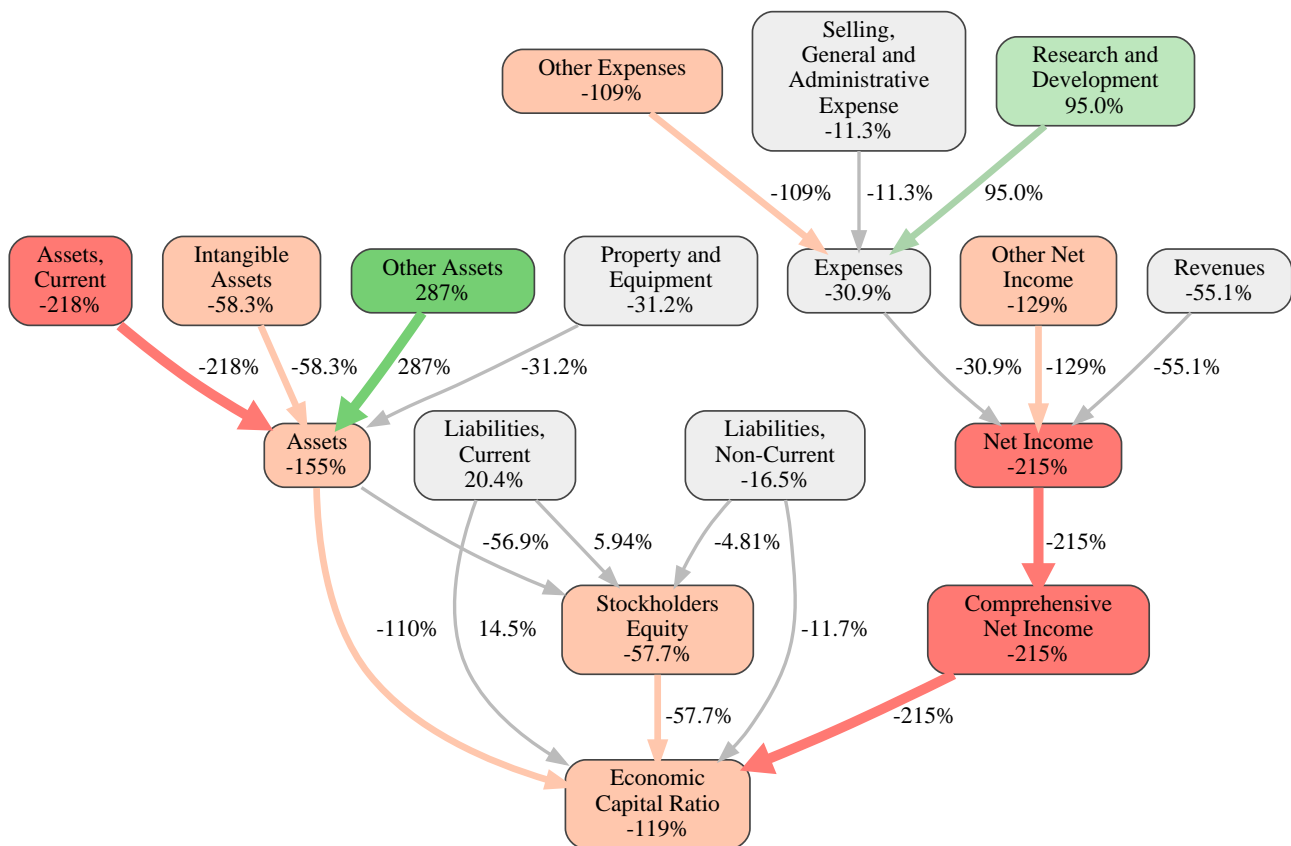 Selling,
General and
Administrative
Expense
-11.3%
Other Expenses
-109%
Research and
Development
95.0%
-109%
-11.3%
95.0%
Assets,
Current
-218%
Intangible
Assets
-58.3%
Other Assets
287%
Property and
Equipment
-31.2%
Expenses
-30.9%
Other Net
Income
-129%
Revenues
-55.1%
-218%
-58.3%
287%
-31.2%
-30.9%
-129%
-55.1%
Assets
-155%
Liabilities,
Current
20.4%
Liabilities,
Non-Current
-16.5%
Net Income
-215%
-56.9%
5.94%
-4.81%
-215%
Stockholders
Equity
-57.7%
Comprehensive
Net Income
-215%
-110%
14.5%
-11.7%
-57.7%
-215%
Economic
Capital Ratio
-119%